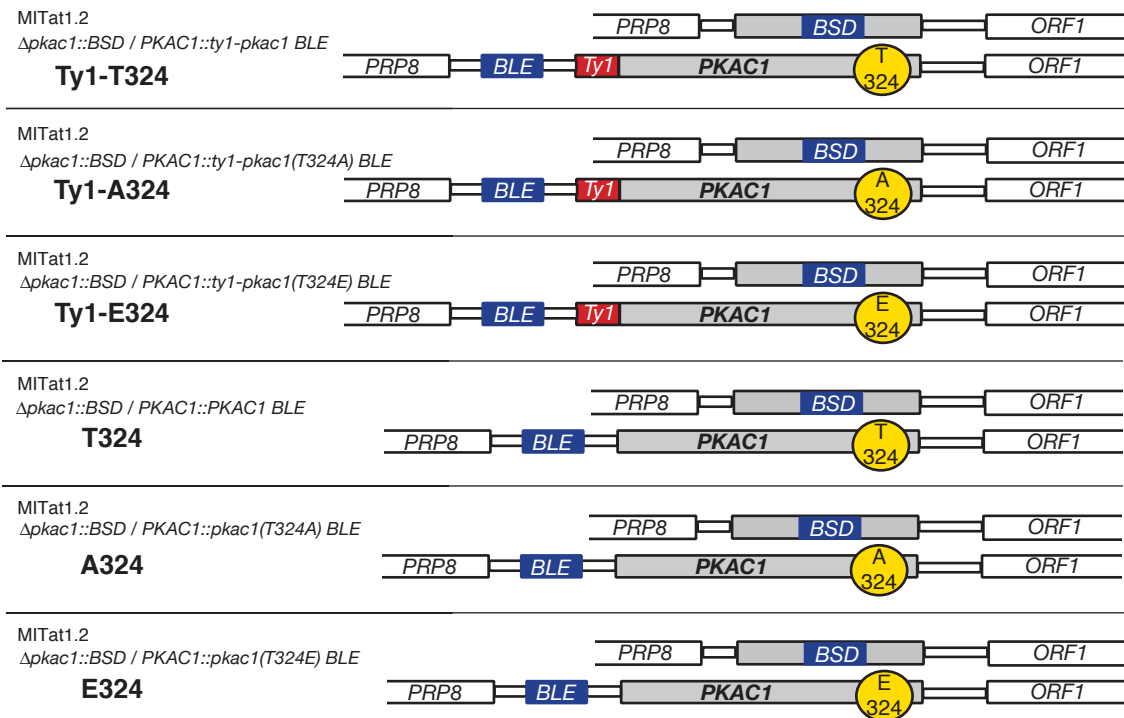 MITat1.2
PRP8 BSD ORF1
Δpkac1::BSD / PKAC1::ty1-pkac1 BLE
PRP8 BLE Ty1 PKAC1 T 324 ORF1
Ty1-T324
MITat1.2
PRP8 BSD ORF1
Δpkac1::BSD / PKAC1::ty1-pkac1(T324A) BLE
PRP8 BLE Ty1 PKAC1 A 324 ORF1
Ty1-A324
MITat1.2
PRP8 BSD ORF1
Δpkac1::BSD / PKAC1::ty1-pkac1(T324E) BLE
PRP8 BLE Ty1 PKAC1 E 324 ORF1
Ty1-E324
MITat1.2
PRP8 BSD ORF1
Δpkac1::BSD / PKAC1::PKAC1 BLE
PRP8 BLE PKAC1 T 324 ORF1
T324
MITat1.2
PRP8 BSD ORF1
Δpkac1::BSD / PKAC1::pkac1(T324A) BLE
PRP8 BLE PKAC1 A 324 ORF1
A324
MITat1.2
PRP8 BSD ORF1
Δpkac1::BSD / PKAC1::pkac1(T324E) BLE
PRP8 BLE PKAC1 E 324 ORF1
E324